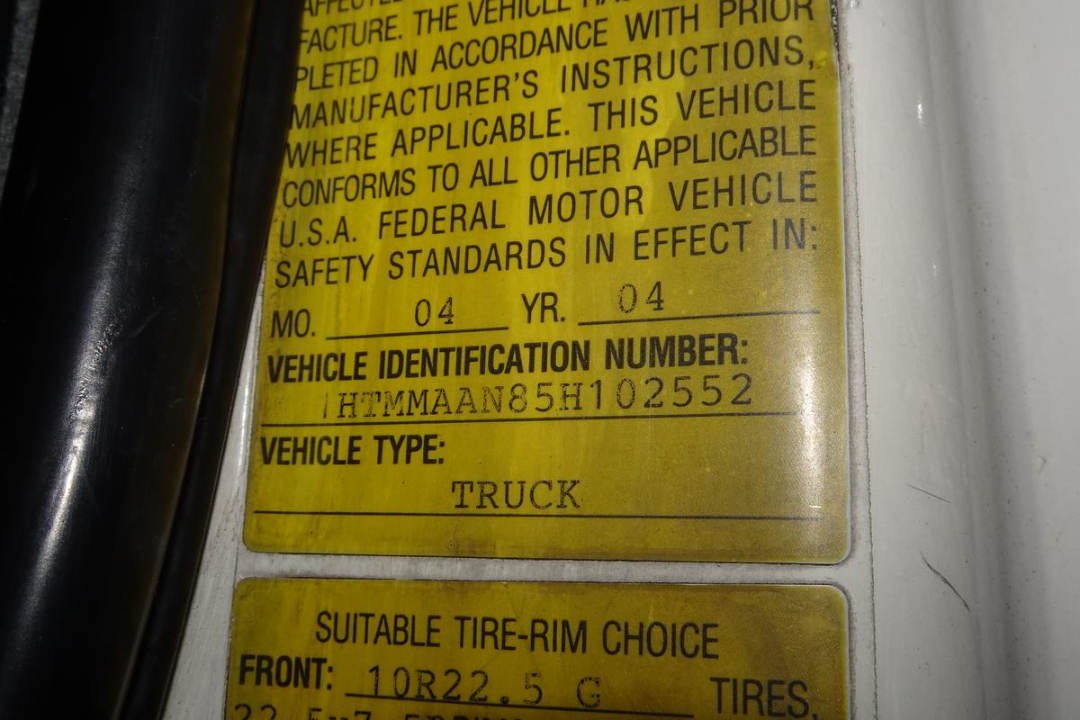 AFFECTED
FACTURE. THE VEHICLE HAS
PLETED IN ACCORDANCE WITH PRIOR
MANUFACTURER'S INSTRUCTIONS,
WHERE APPLICABLE. THIS VEHICLE
CONFORMS TO ALL OTHER APPLICABLE
U.S.A. FEDERAL MOTOR VEHICLE
SAFETY STANDARDS IN EFFECT IN:
MO. 04 YR. 04
VEHICLE IDENTIFICATION NUMBER:
1HTMMAAN85H102552
VEHICLE TYPE:
TRUCK
SUITABLE TIRE-RIM CHOICE
FRONT: 10R22.5 G TIRES,